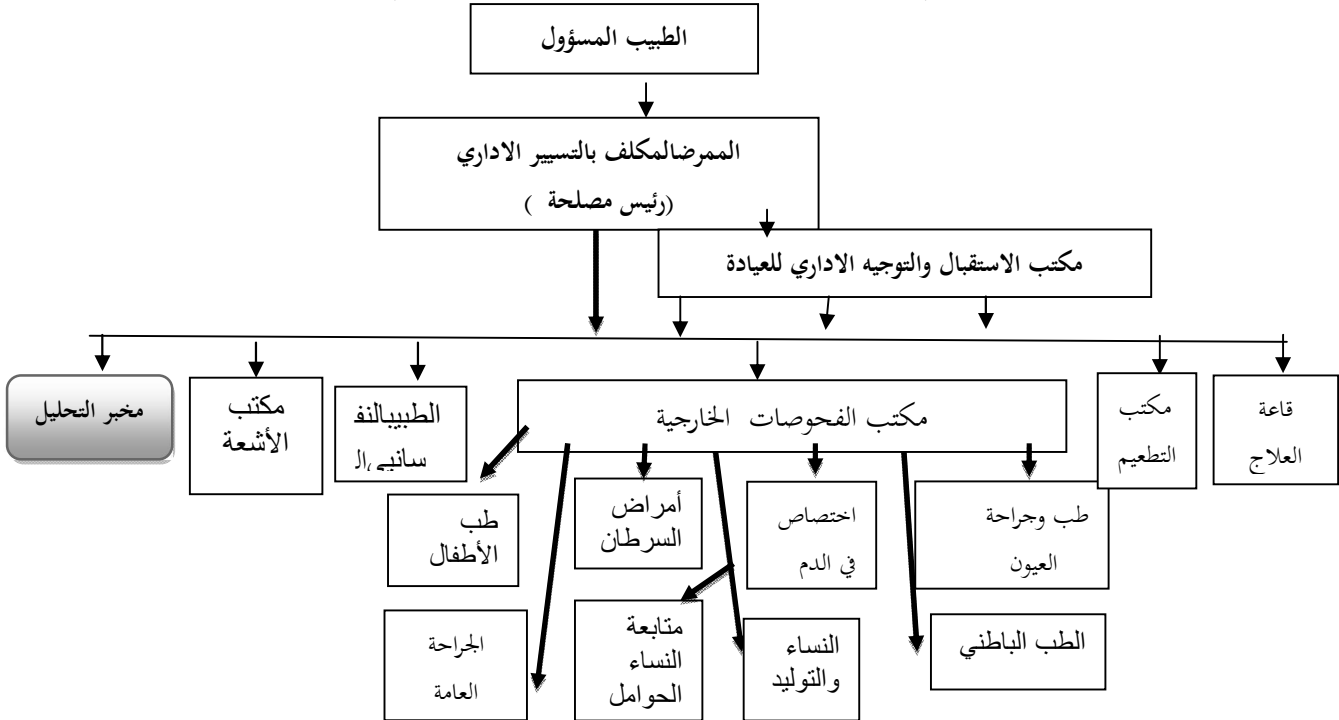 الطبيب المسؤول
الممرضالمكلف بالتسيير الاداري
(رئيس مصلحة )
مكتب الاستقبال والتوجيه الاداري للعيادة
قاعة
العلاج
مكتب
التطعيم
مكتب الفحوصات الخارجية
الطبيبالنف
ساني
مكتب
الأشعة
مخبر التحليل
طب وجراحة
العيون
اختصاص
في الدم
أمراض
السرطان
طب
الأطفال
الطب الباطني
النساء
والتوليد
متابعة
النساء
الحوامل
الجراحة
العامة